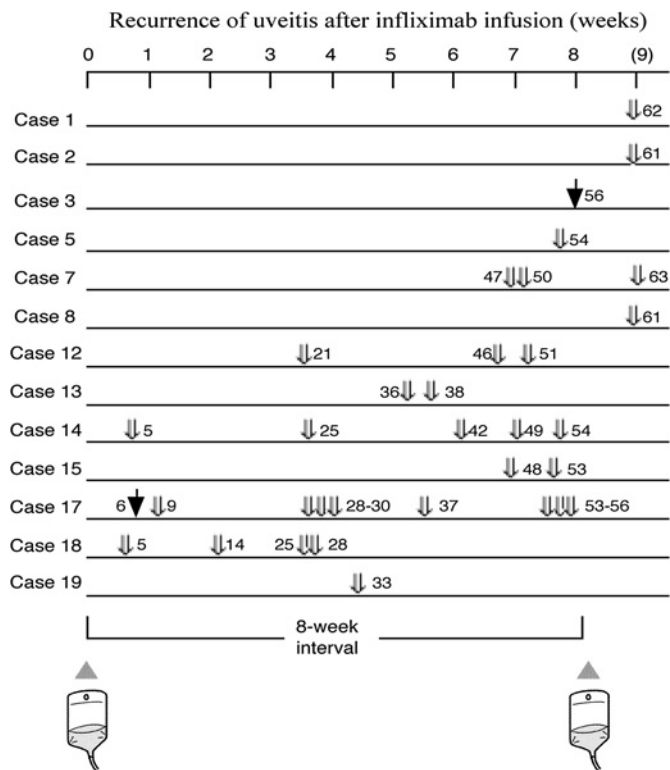 Recurrence of uveitis after infliximab infusion (weeks)
0 1 2 3 4 5 6 7 8 (9)
Case 1 62
Case 2 61
Case 3 56
Case 5 54
Case 7 47 50 63
Case 8 61
Case 12 21 46 51
Case 13 36 38
Case 14 5 25 42 49 54
Case 15 48 53
Case 17 6 9 28-30 37 53-56
Case 18 5 14 25 28
Case 19 33
8-week
interval